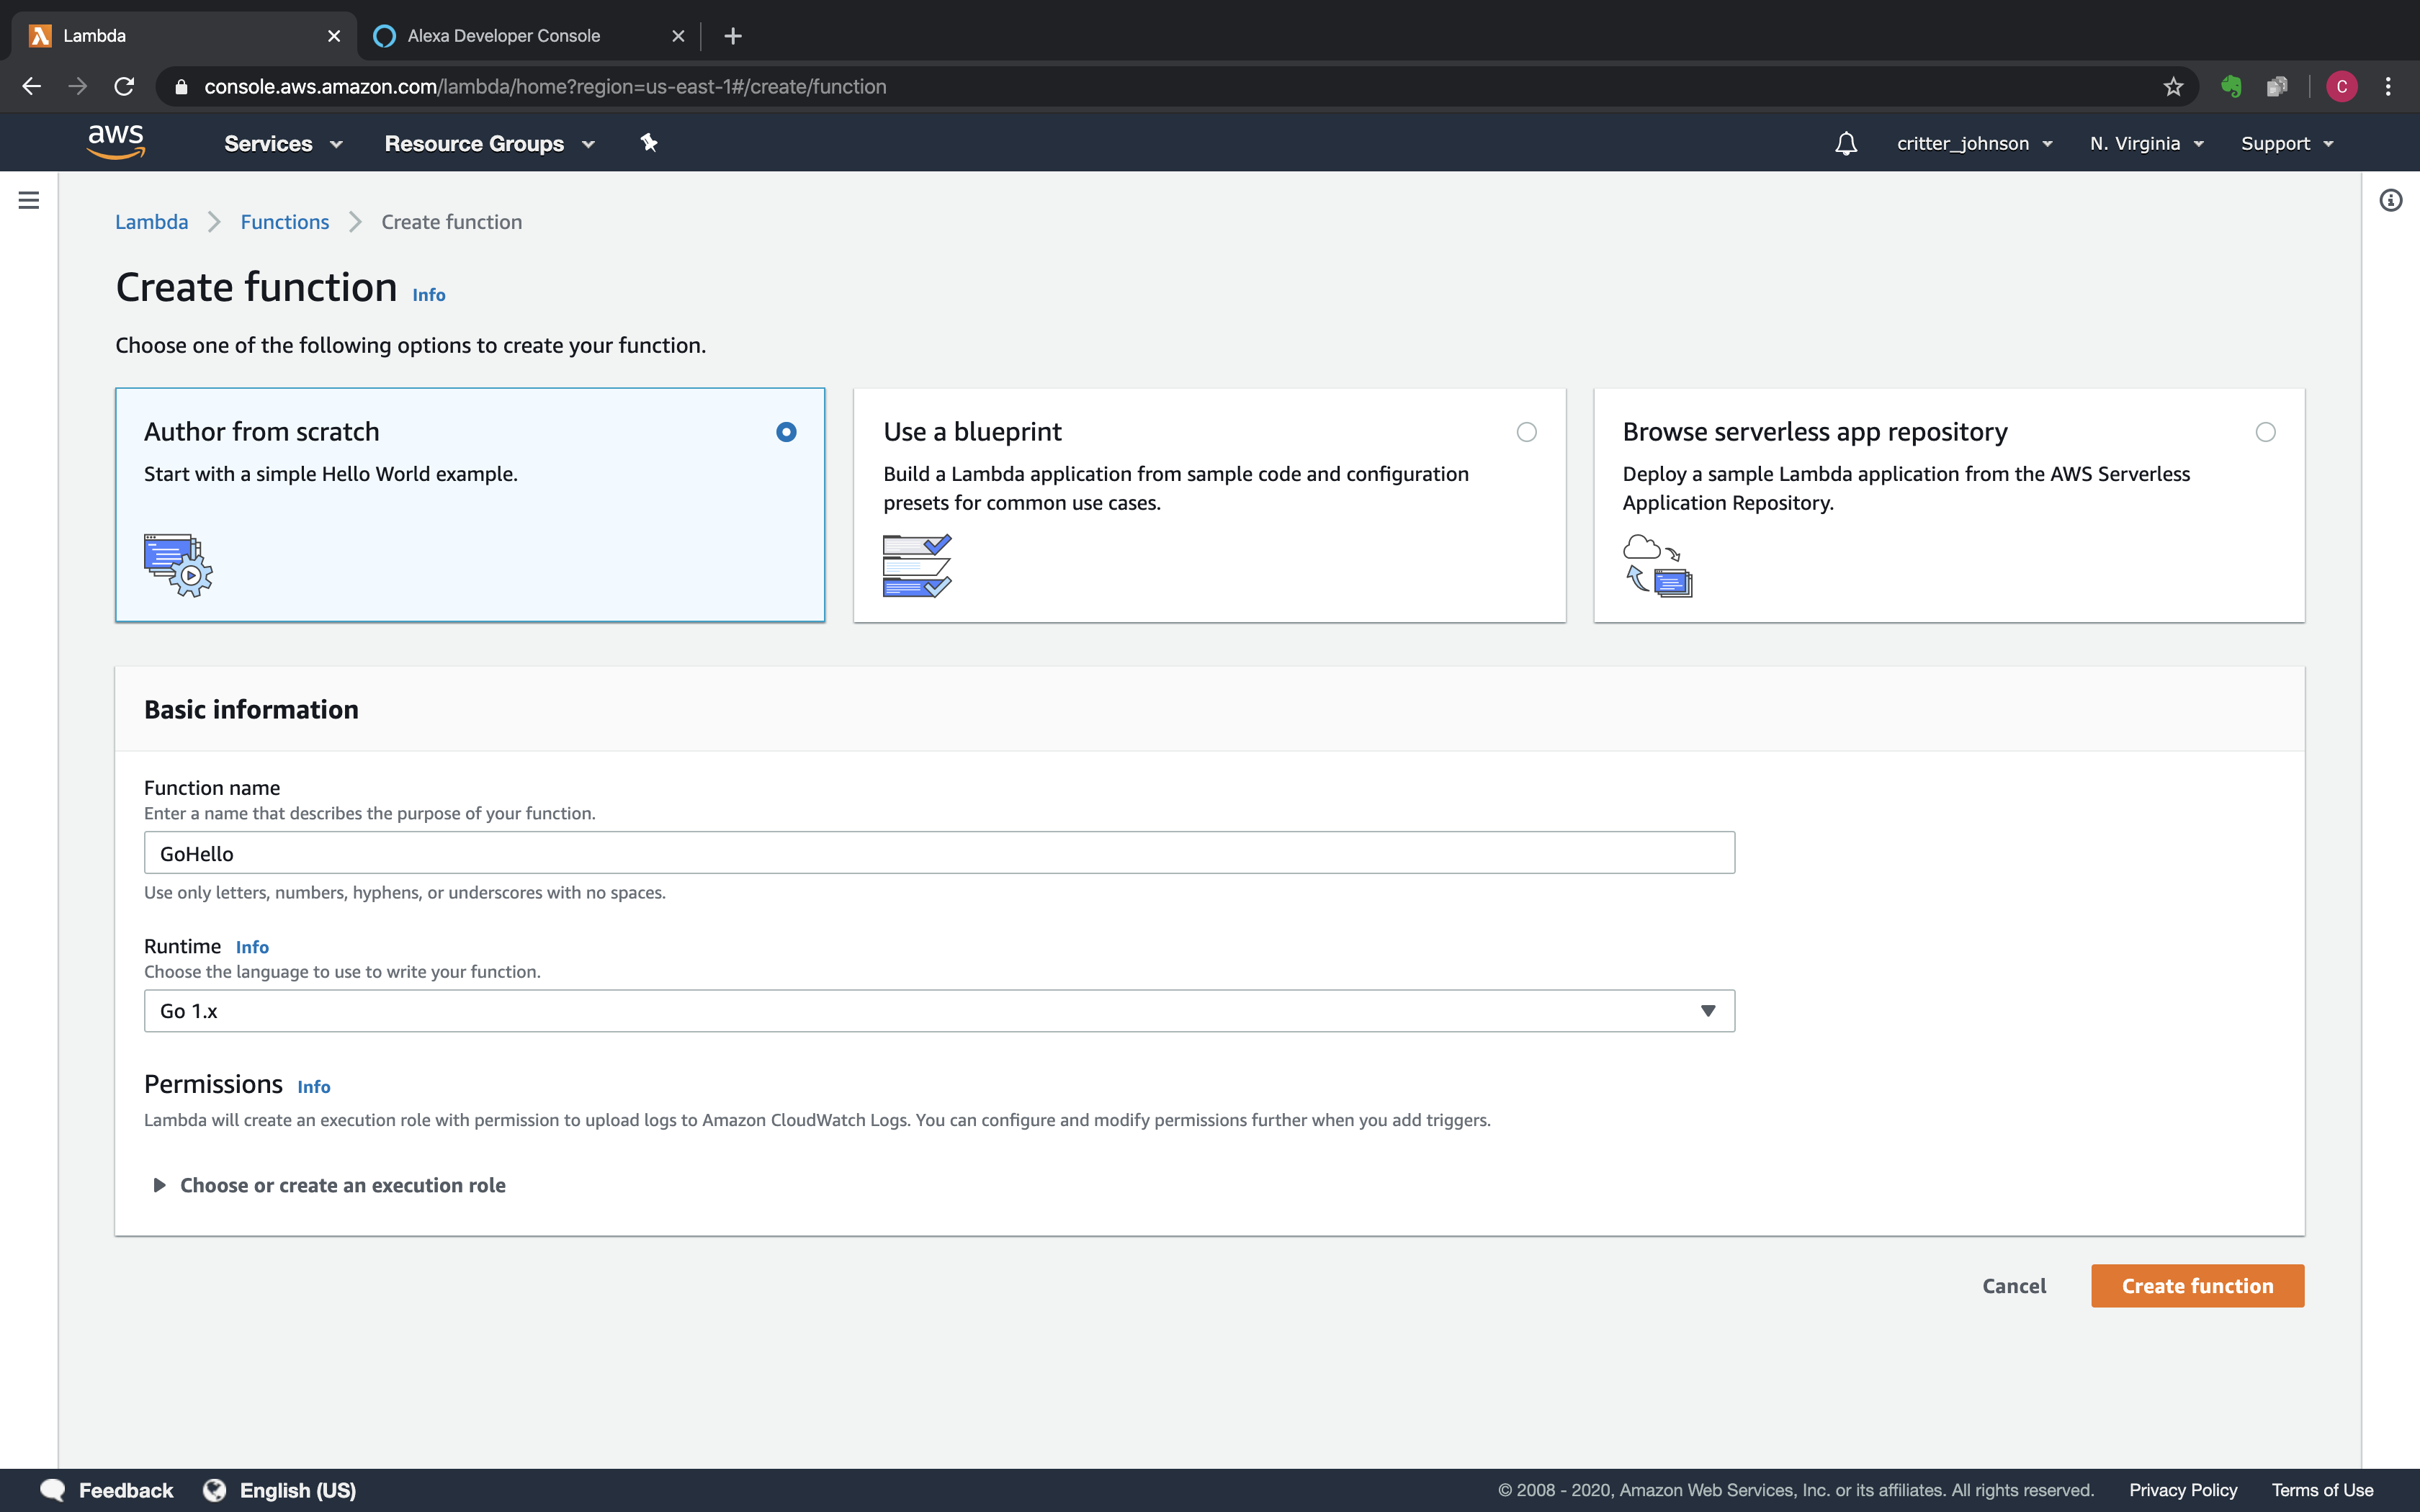 Lambda
Alexa Developer Console
console.aws.amazon.com/lambda/home?region=us-east-1#/create/function
C
aws
Services
Resource Groups
critter_johnson
N. Virginia
Support
Lambda
Functions
Create function
Create function Info
Choose one of the following options to create your function.
Author from scratch
Start with a simple Hello World example.
Use a blueprint
Build a Lambda application from sample code and configuration
presets for common use cases.
Browse serverless app repository
Deploy a sample Lambda application from the AWS Serverless
Application Repository.
Basic information
Function name
Enter a name that describes the purpose of your function.
GoHello
Use only letters, numbers, hyphens, or underscores with no spaces.
Runtime Info
Choose the language to use to write your function.
Go 1.x
Permissions Info
Lambda will create an execution role with permission to upload logs to Amazon CloudWatch Logs. You can configure and modify permissions further when you add triggers.
Choose or create an execution role
Cancel
Create function
Feedback
English (US)
© 2008 - 2020, Amazon Web Services, Inc. or its affiliates. All rights reserved.
Privacy Policy
Terms of Use